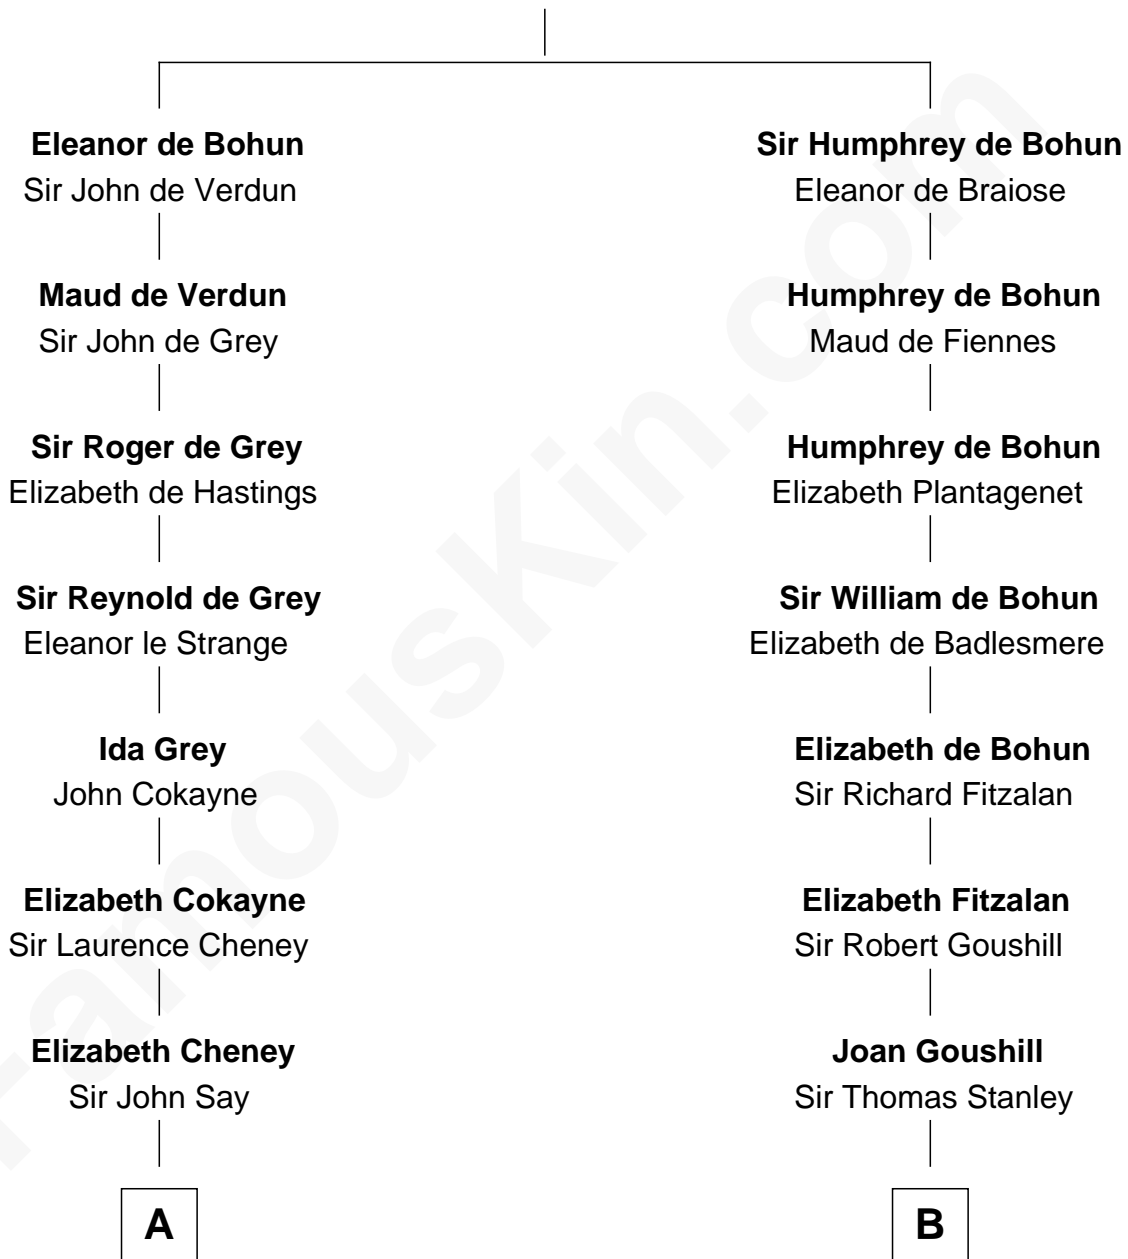 Eleanor de Bohun
Sir John de Verdun
Maud de Verdun
Sir John de Grey
Sir Roger de Grey
Elizabeth de Hastings
Sir Reynold de Grey
Eleanor le Strange
Ida Grey
John Cokayne
Elizabeth Cokayne
Sir Laurence Cheney
Elizabeth Cheney
Sir John Say
A
Sir Humphrey de Bohun
Eleanor de Braiose
Humphrey de Bohun
Maud de Fiennes
Humphrey de Bohun
Elizabeth Plantagenet
Sir William de Bohun
Elizabeth de Badlesmere
Elizabeth de Bohun
Sir Richard Fitzalan
Elizabeth Fitzalan
Sir Robert Goushill
Joan Goushill
Sir Thomas Stanley
B
FamousKin.com